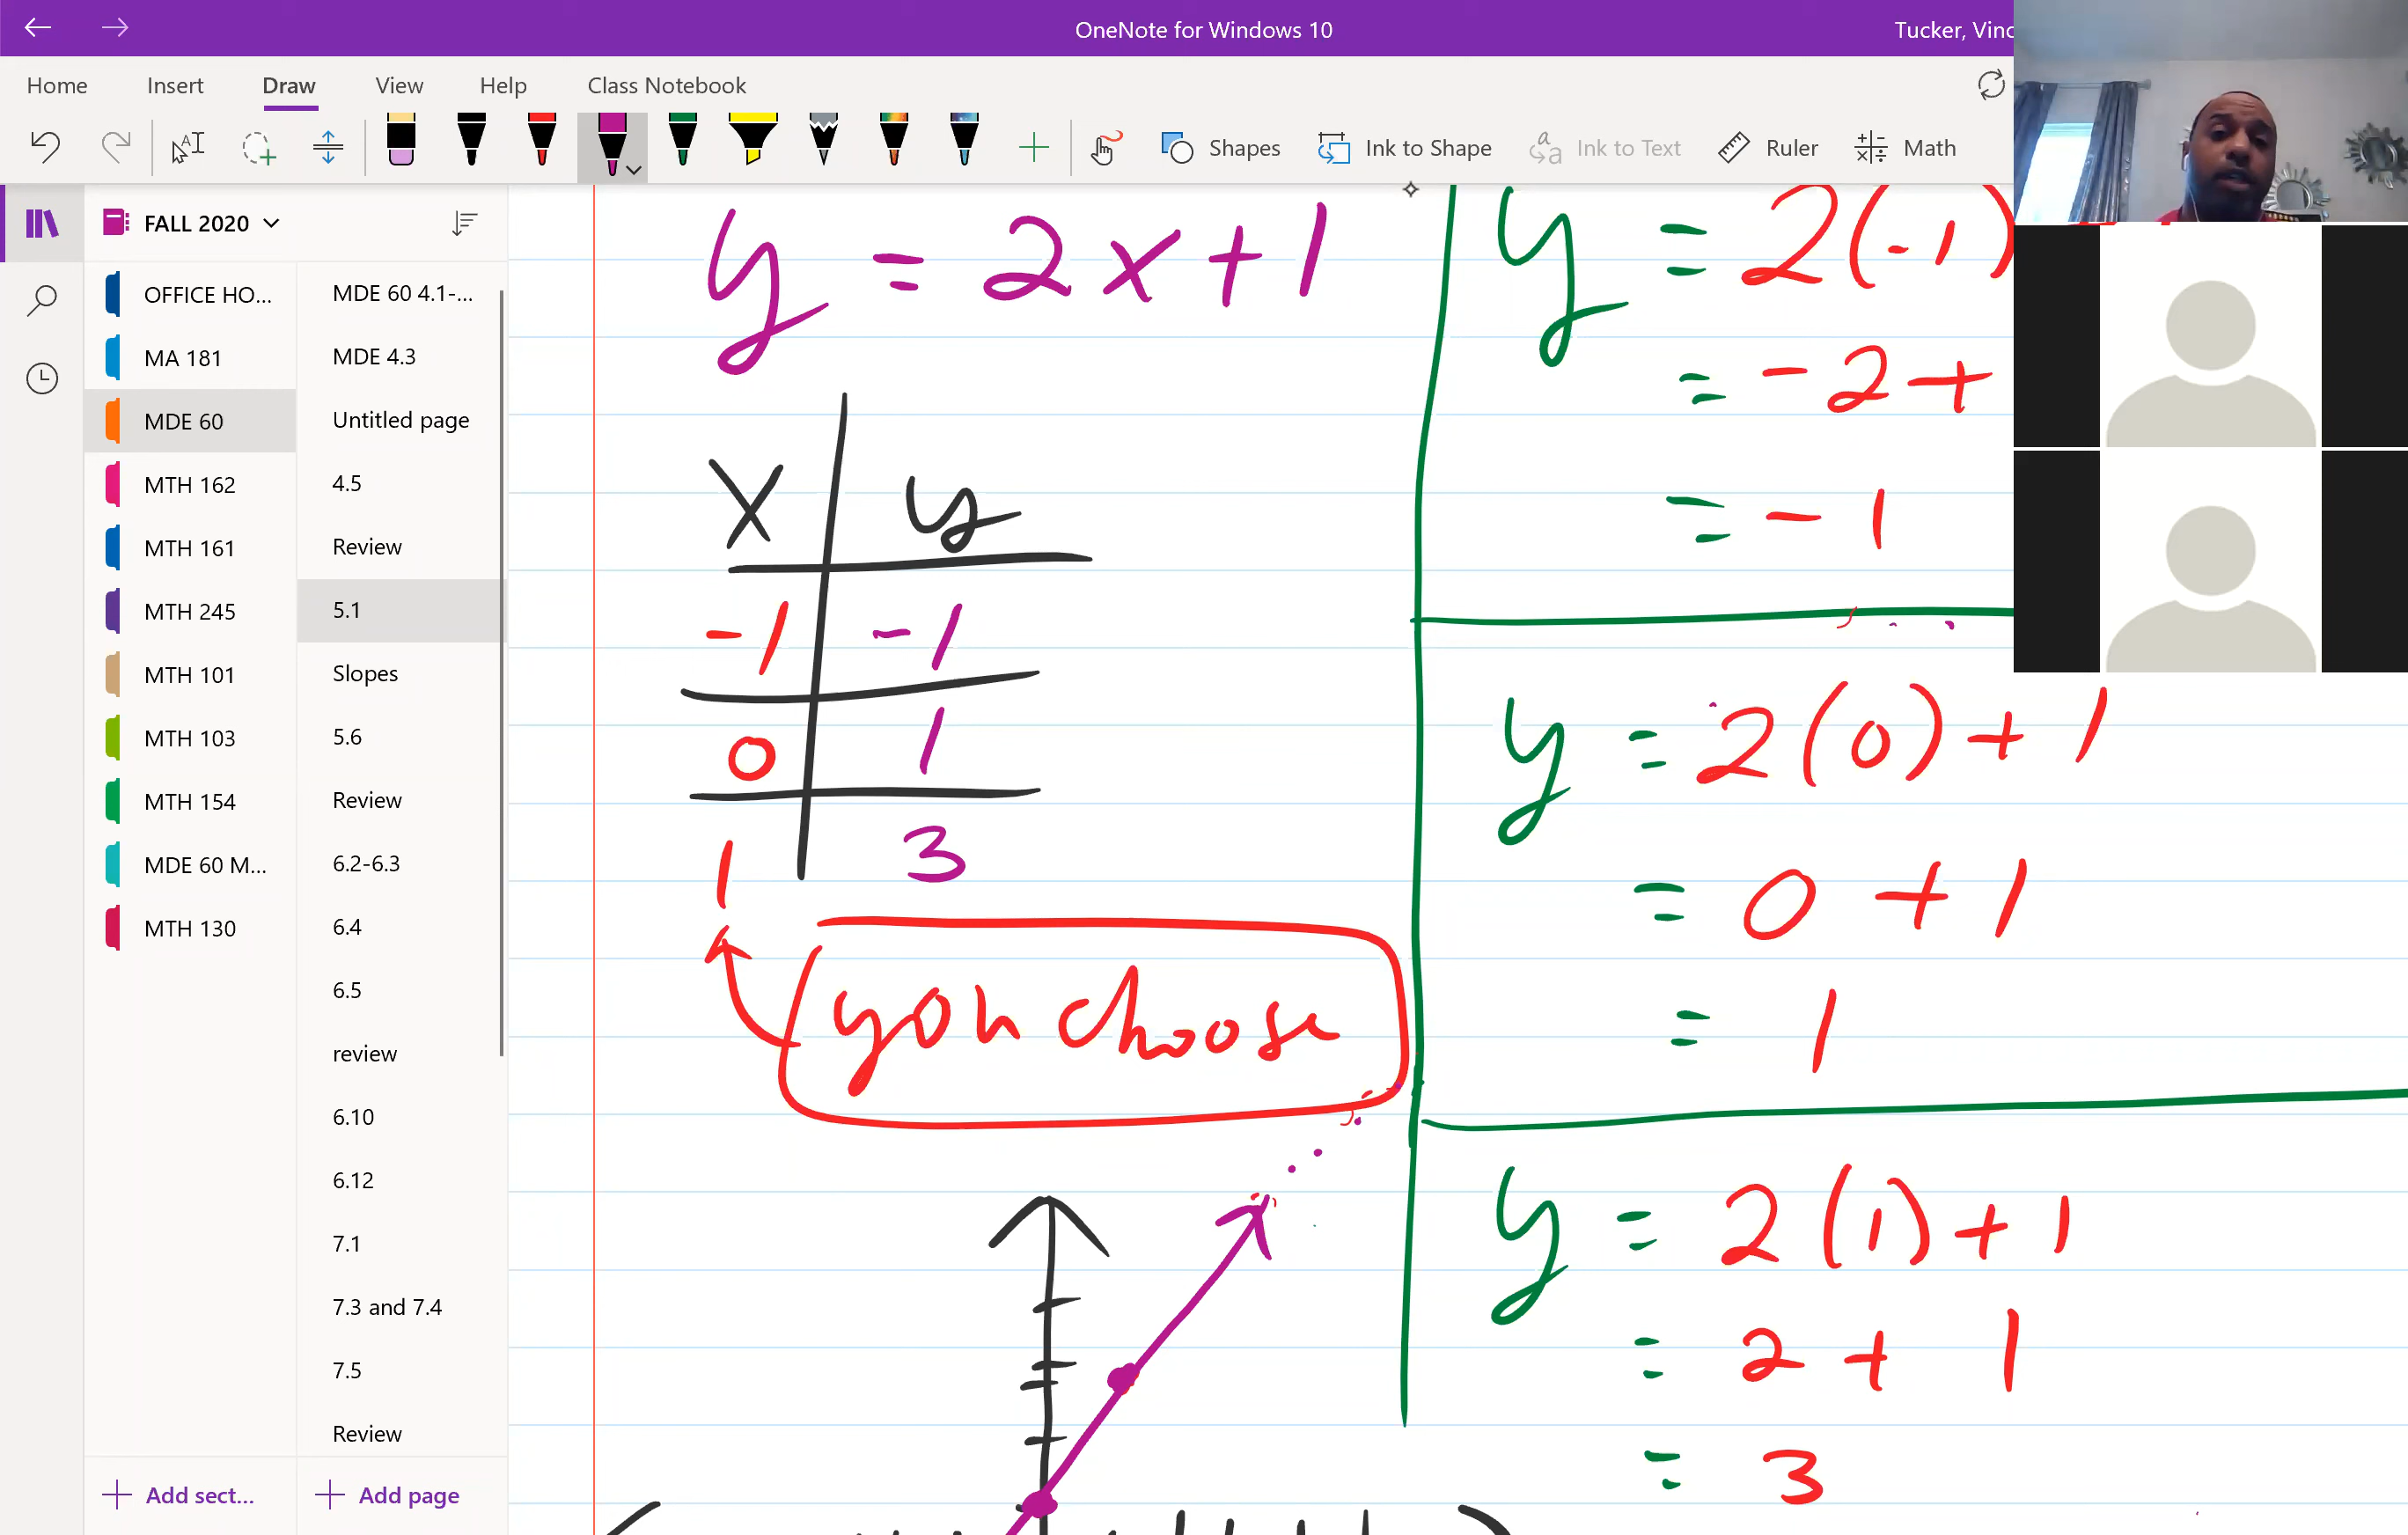 OneNote for Windows 10
Tucker, Vinc
Home Insert Draw View Help Class Notebook
Shapes Ink to Shape Ink to Text Ruler Math
FALL 2020
OFFICE HO...
MA 181
MDE 60
MTH 162
MTH 161
MTH 245
MTH 101
MTH 103
MTH 154
MDE 60 M...
MTH 130
Add sect...
MDE 60 4.1-...
MDE 4.3
Untitled page
4.5
Review
5.1
Slopes
5.6
Review
6.2-6.3
6.4
6.5
review
6.10
6.12
7.1
7.3 and 7.4
7.5
Review
Add page
y = 2x+1
x y
-1 -1
0 1
1 3
you choose
y = 2(-1)
= -2+
= -1
y = 2(0)+1
= 0+1
= 1
y = 2(1)+1
= 2+1
= 3